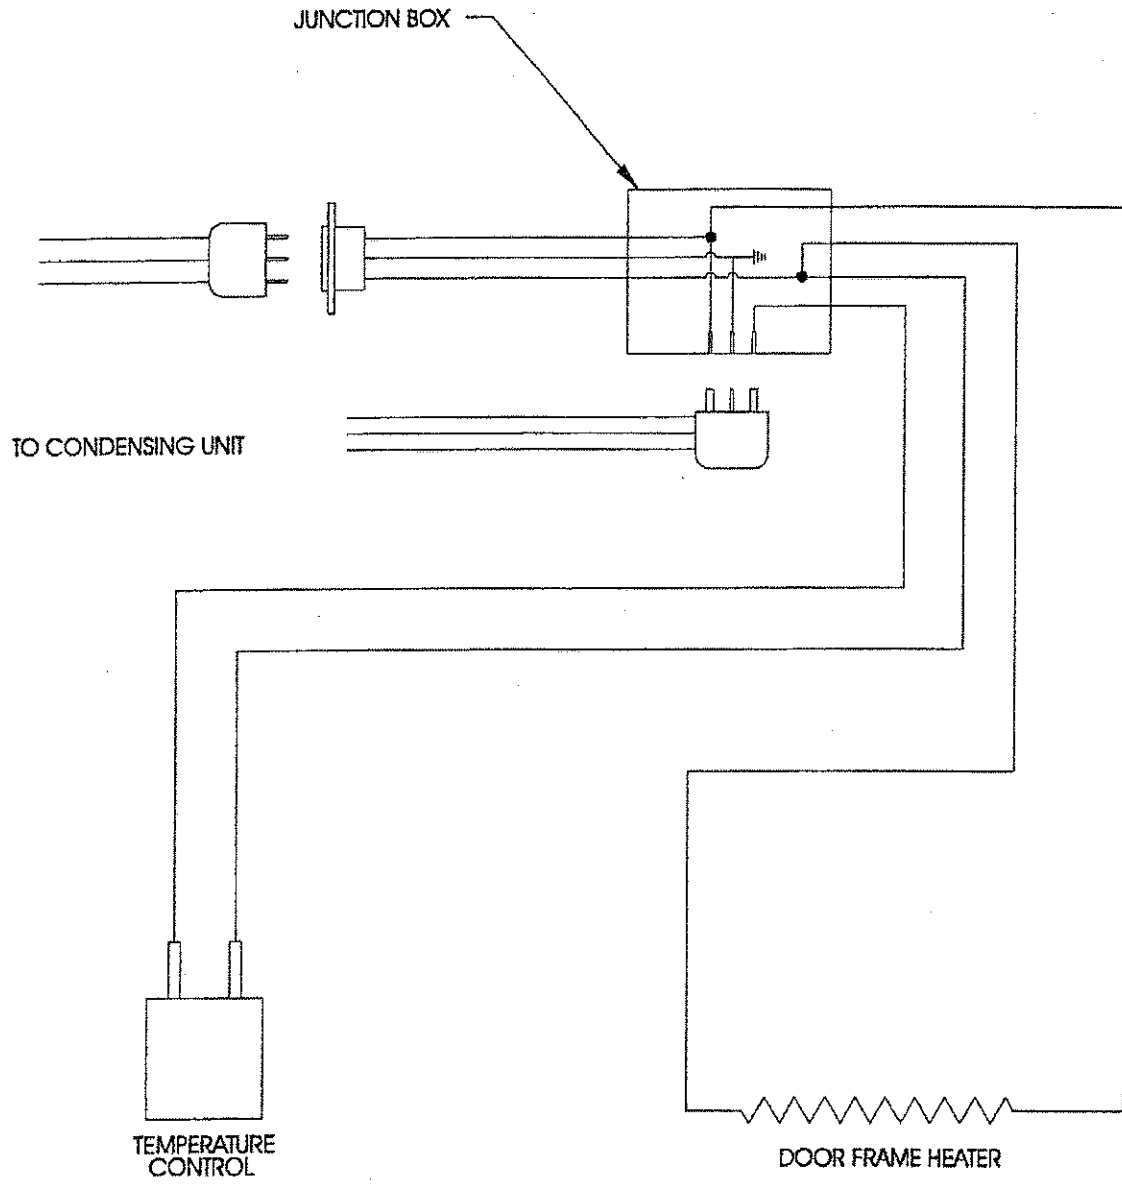 JUNCTION BOX
TO CONDENSING UNIT
TEMPERATURE
CONTROL
DOOR FRAME HEATER